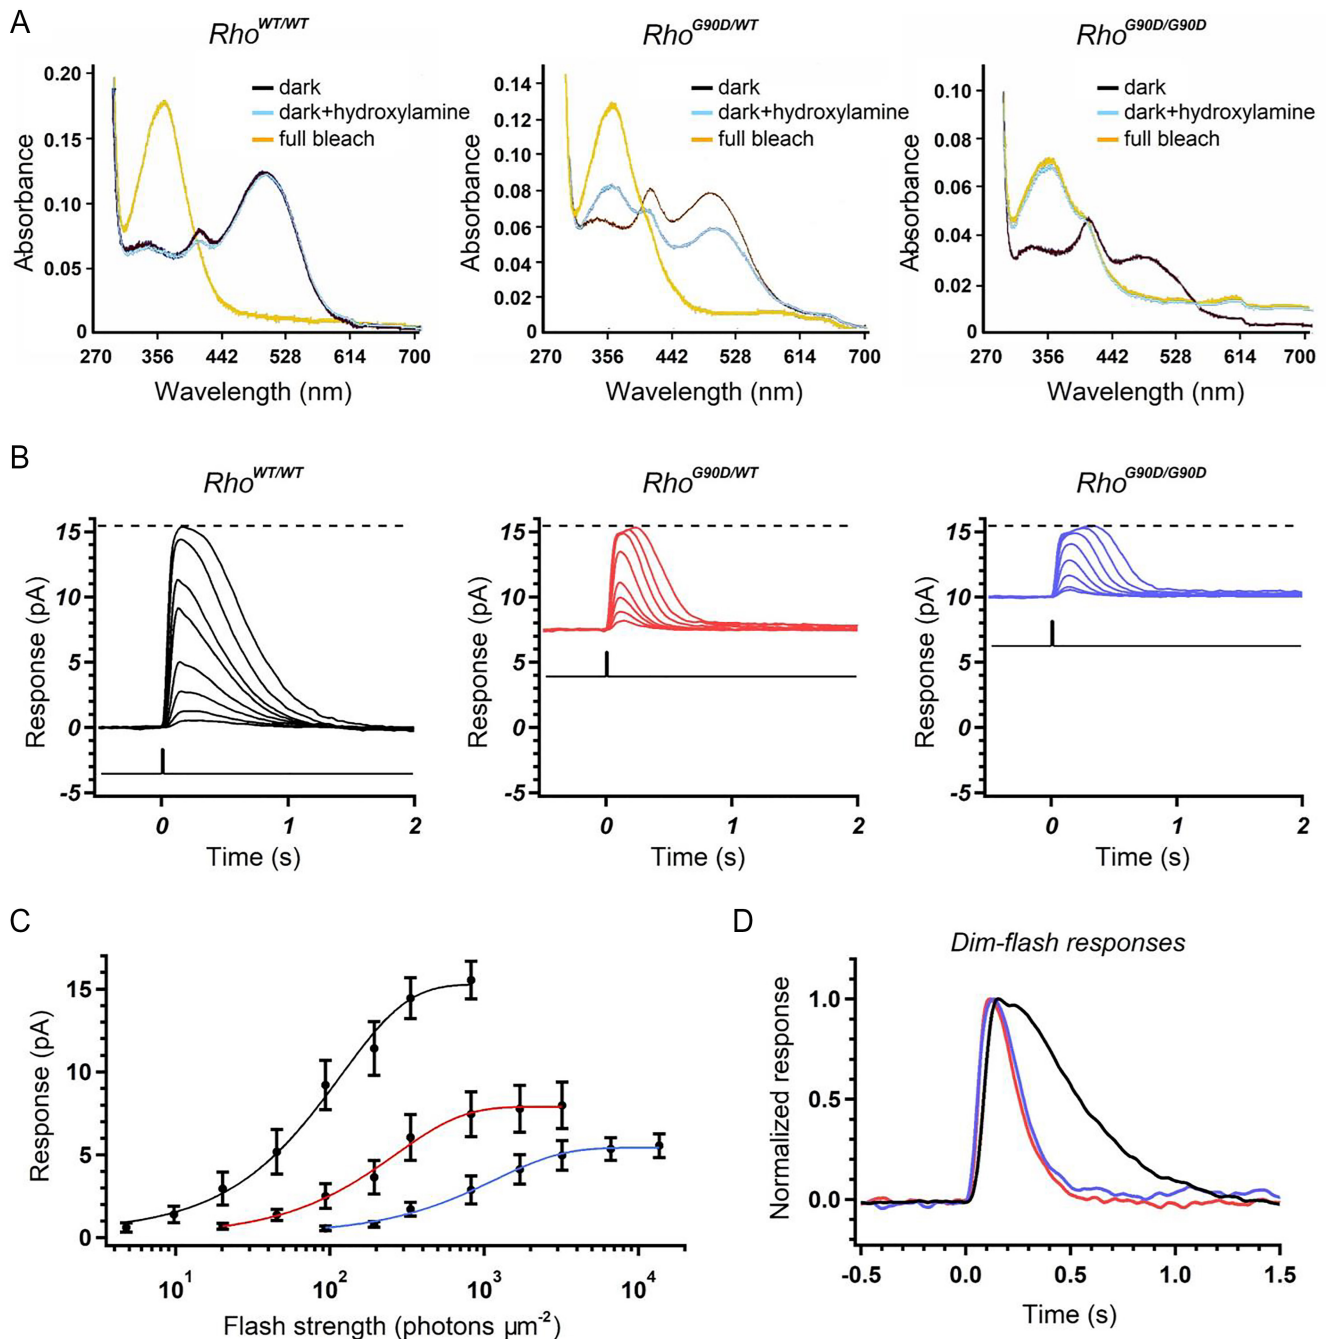 A
Rho^WT/WT
Rho^G90D/WT
Rho^G90D/G90D
dark
dark+hydroxylamine
full bleach
Absorbance
0.20
0.15
0.10
0.05
0
270 356 442 528 614 700
Wavelength (nm)
dark
dark+hydroxylamine
full bleach
Absorbance
0.14
0.12
0.10
0.08
0.06
0.04
0.02
0
270 356 442 528 614 700
Wavelength (nm)
dark
dark+hydroxylamine
full bleach
Absorbance
0.10
0.08
0.06
0.04
0.02
0
270 356 442 528 614 700
Wavelength (nm)
B
Rho^WT/WT
Rho^G90D/WT
Rho^G90D/G90D
Response (pA)
15
10
5
0
-5
0 1 2
Time (s)
Response (pA)
15
10
5
0
-5
0 1 2
Time (s)
Response (pA)
15
10
5
0
-5
0 1 2
Time (s)
C
Response (pA)
15
10
5
0
10^1 10^2 10^3 10^4
Flash strength (photons µm^-2)
D
Dim-flash responses
Normalized response
1.0
0.5
0.0
-0.5 0.0 0.5 1.0 1.5
Time (s)